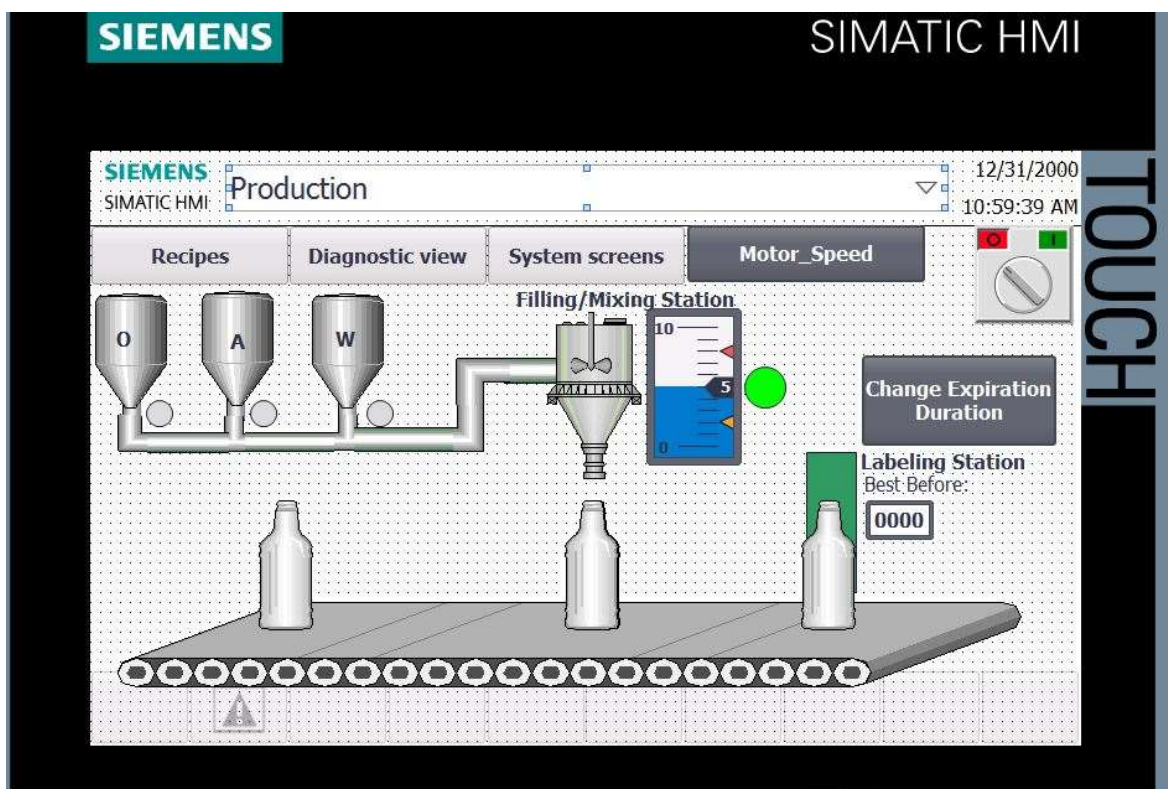 SIEMENS
SIMATIC HMI
TOUCH
SIEMENS
SIMATIC HMI
Production
12/31/2000
10:59:39 AM
Recipes
Diagnostic view
System screens
Motor_Speed
O I
Filling/Mixing Station
O
A
W
10
5
0
Change Expiration
Duration
Labeling Station
Best Before:
0000